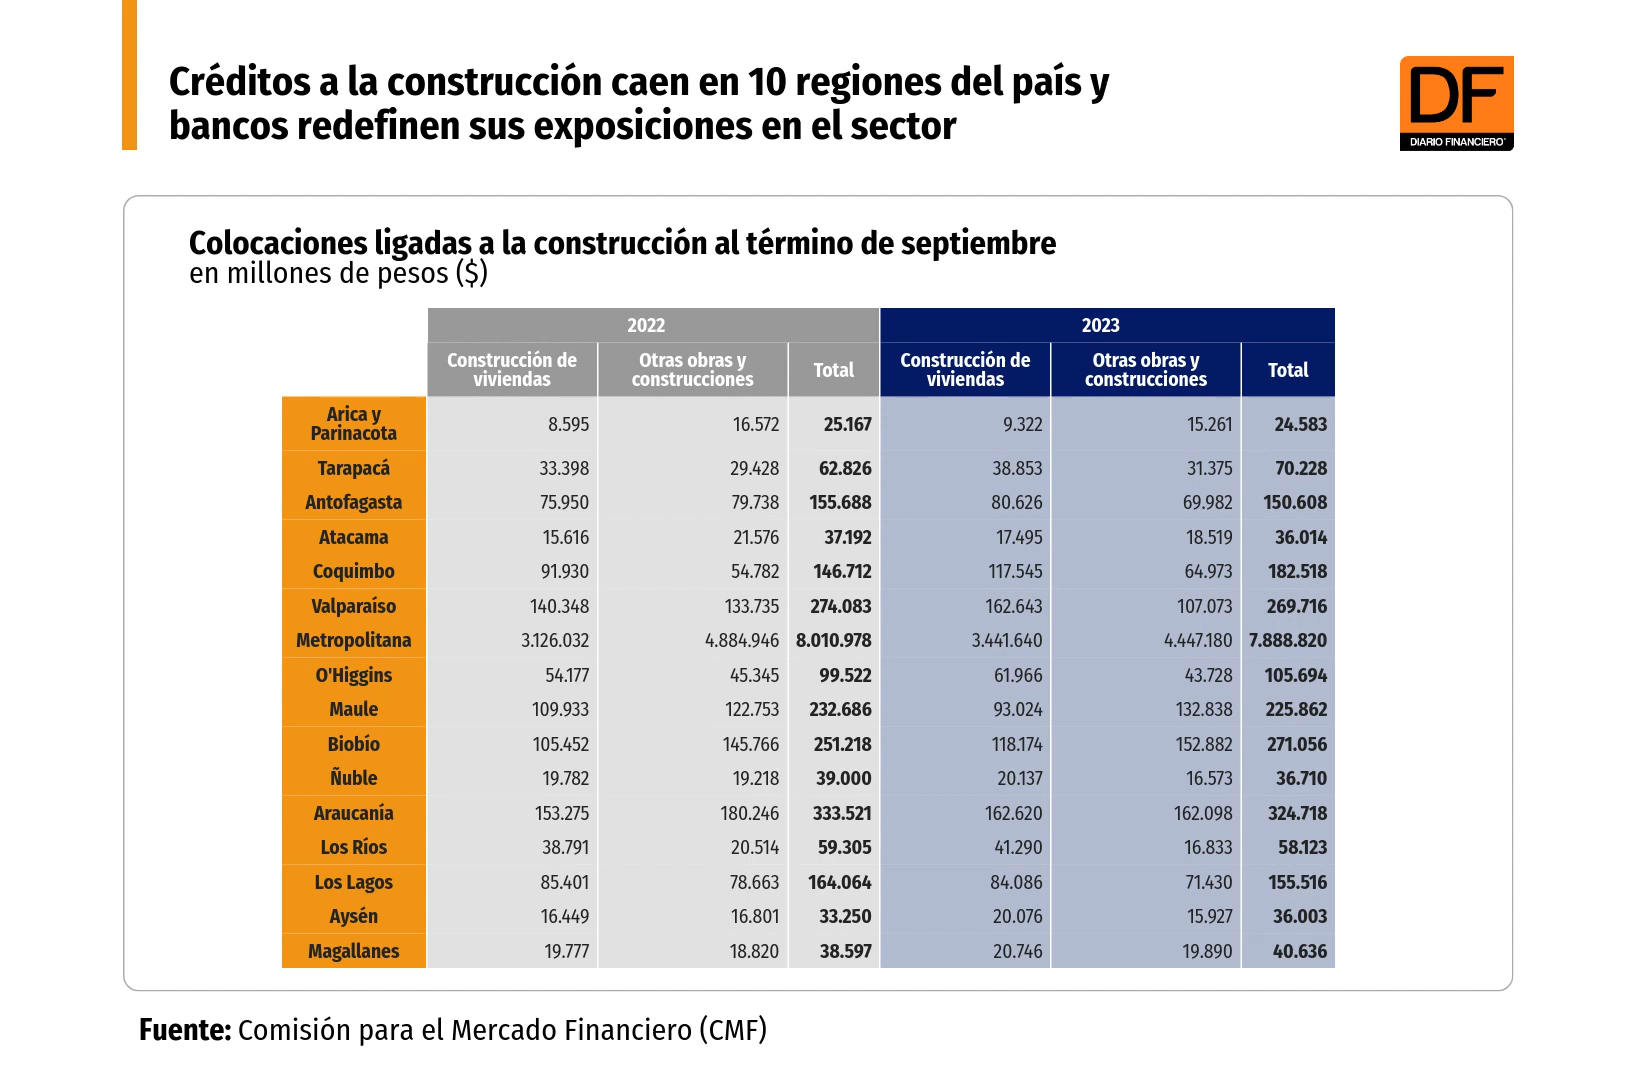 Créditos a la construcción caen en 10 regiones del país y
bancos redefinen sus exposiciones en el sector
DF
DIARIO FINANCIERO
Colocaciones ligadas a la construcción al término de septiembre
en millones de pesos ($)
2022 2023
Construcción de viviendas Otras obras y construcciones Total Construcción de viviendas Otras obras y construcciones Total
Arica y Parinacota 8.595 16.572 25.167 9.322 15.261 24.583
Tarapacá 33.398 29.428 62.826 38.853 31.375 70.228
Antofagasta 75.950 79.738 155.688 80.626 69.982 150.608
Atacama 15.616 21.576 37.192 17.495 18.519 36.014
Coquimbo 91.930 54.782 146.712 117.545 64.973 182.518
Valparaíso 140.348 133.735 274.083 162.643 107.073 269.716
Metropolitana 3.126.032 4.884.946 8.010.978 3.441.640 4.447.180 7.888.820
O'Higgins 54.177 45.345 99.522 61.966 43.728 105.694
Maule 109.933 122.753 232.686 93.024 132.838 225.862
Biobío 105.452 145.766 251.218 118.174 152.882 271.056
Ñuble 19.782 19.218 39.000 20.137 16.573 36.710
Araucanía 153.275 180.246 333.521 162.620 162.098 324.718
Los Ríos 38.791 20.514 59.305 41.290 16.833 58.123
Los Lagos 85.401 78.663 164.064 84.086 71.430 155.516
Aysén 16.449 16.801 33.250 20.076 15.927 36.003
Magallanes 19.777 18.820 38.597 20.746 19.890 40.636
Fuente: Comisión para el Mercado Financiero (CMF)